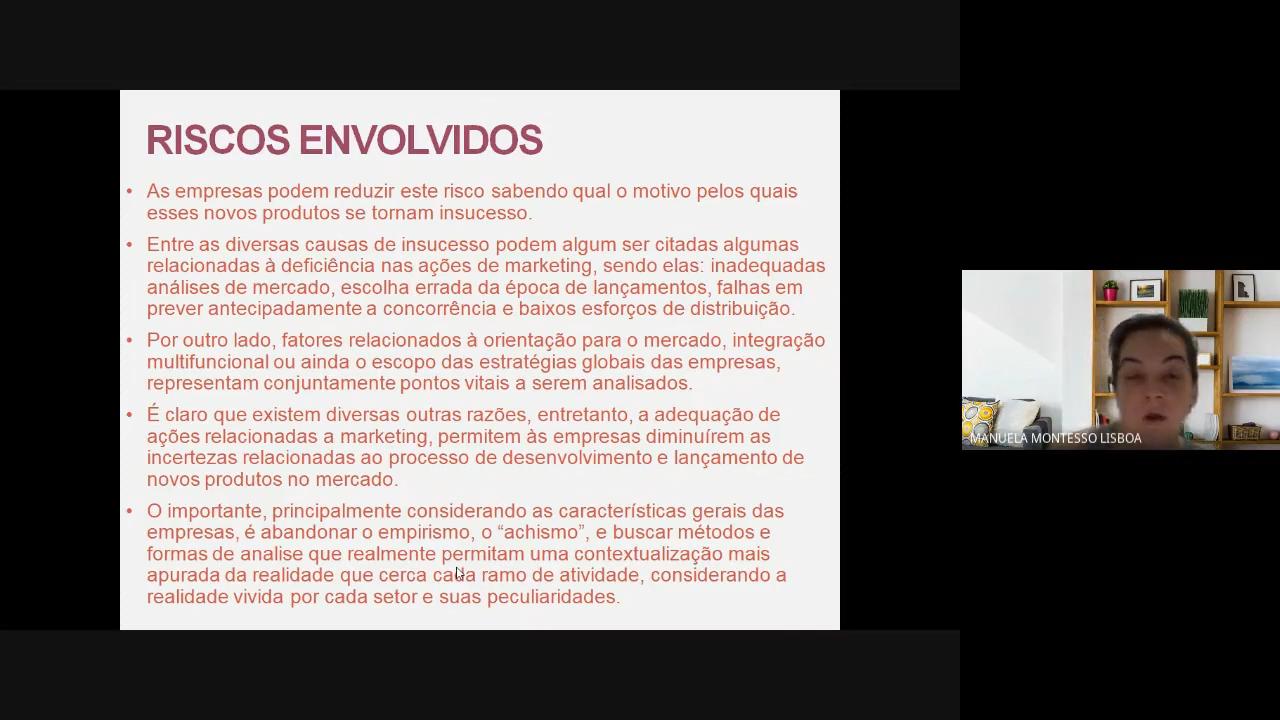 RISCOS ENVOLVIDOS
• As empresas podem reduzir este risco sabendo qual o motivo pelos quais
esses novos produtos se tornam insucesso.
• Entre as diversas causas de insucesso podem algum ser citadas algumas
relacionadas à deficiência nas ações de marketing, sendo elas: inadequadas
análises de mercado, escolha errada da época de lançamentos, falhas em
prever antecipadamente a concorrência e baixos esforços de distribuição.
• Por outro lado, fatores relacionados à orientação para o mercado, integração
multifuncional ou ainda o escopo das estratégias globais das empresas,
representam conjuntamente pontos vitais a serem analisados.
• É claro que existem diversas outras razões, entretanto, a adequação de
ações relacionadas a marketing, permitem às empresas diminuírem as
incertezas relacionadas ao processo de desenvolvimento e lançamento de
novos produtos no mercado.
• O importante, principalmente considerando as características gerais das
empresas, é abandonar o empirismo, o “achismo”, e buscar métodos e
formas de analise que realmente permitam uma contextualização mais
apurada da realidade que cerca cada ramo de atividade, considerando a
realidade vivida por cada setor e suas peculiaridades.
MANUELA MONTESSO LISBOA